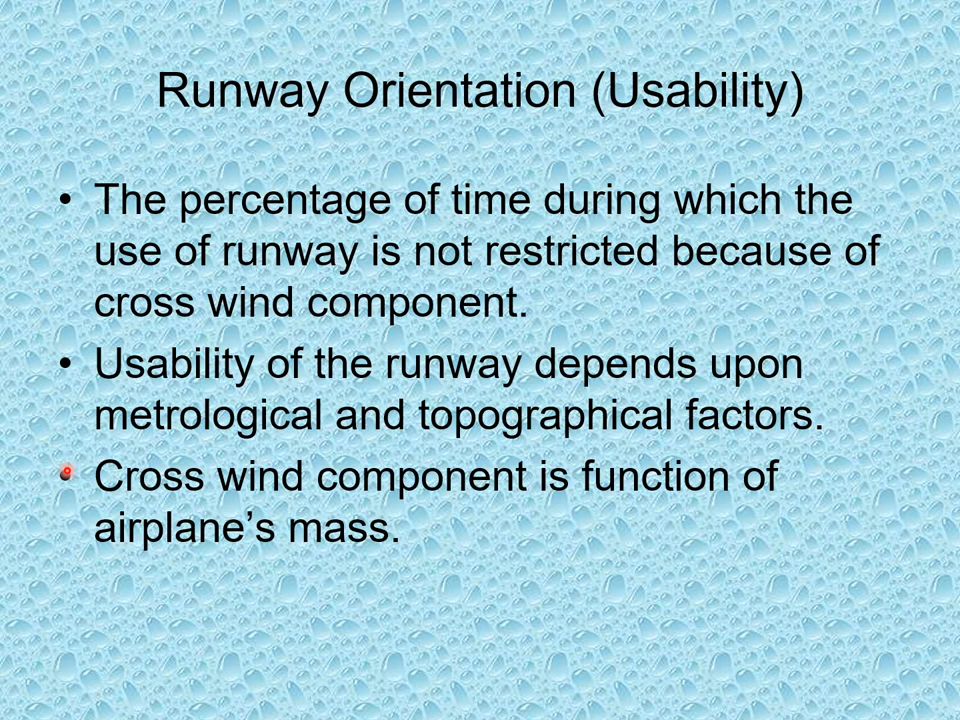 Runway Orientation (Usability)
• The percentage of time during which the
use of runway is not restricted because of
cross wind component.
• Usability of the runway depends upon
metrological and topographical factors.
Cross wind component is function of
airplane's mass.